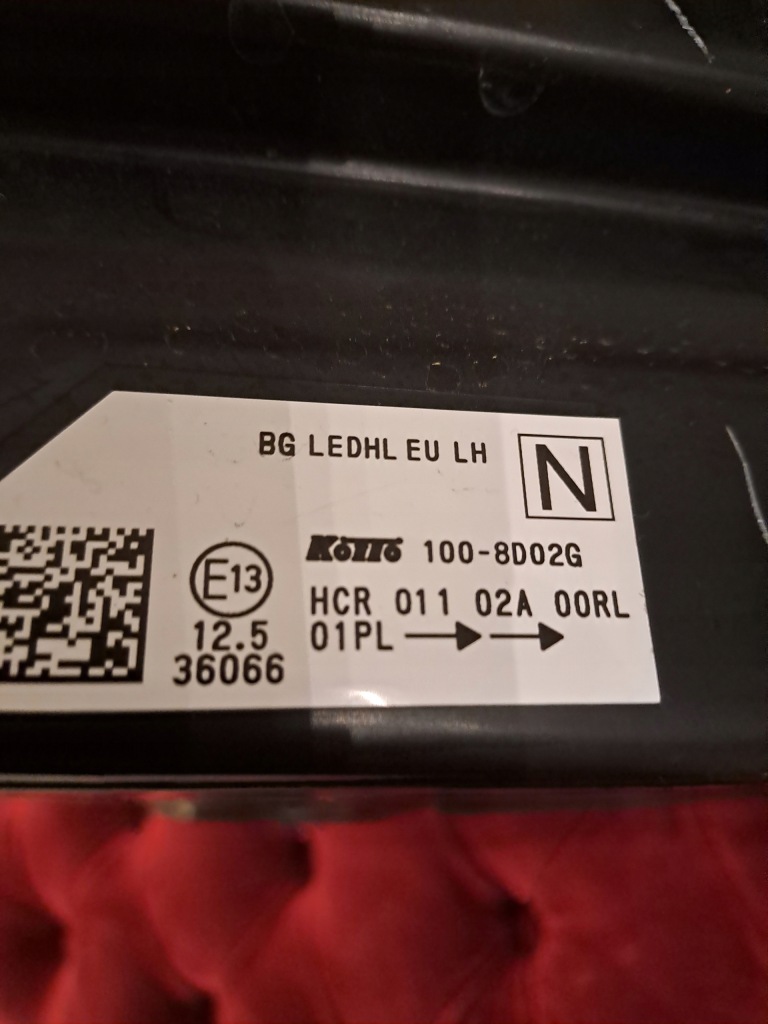 BG LEDHL EU LH
N
KOITO 100-8D02G
E13
HCR 011 02A 00RL
12.5
01PL
36066